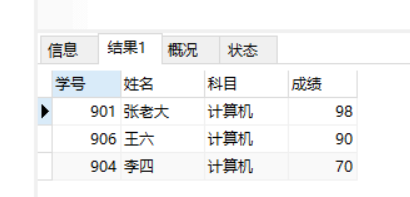 信息 结果1 概况 状态
学号 姓名 科目 成绩
901 张老大 计算机 98
906 王六 计算机 90
904 李四 计算机 70